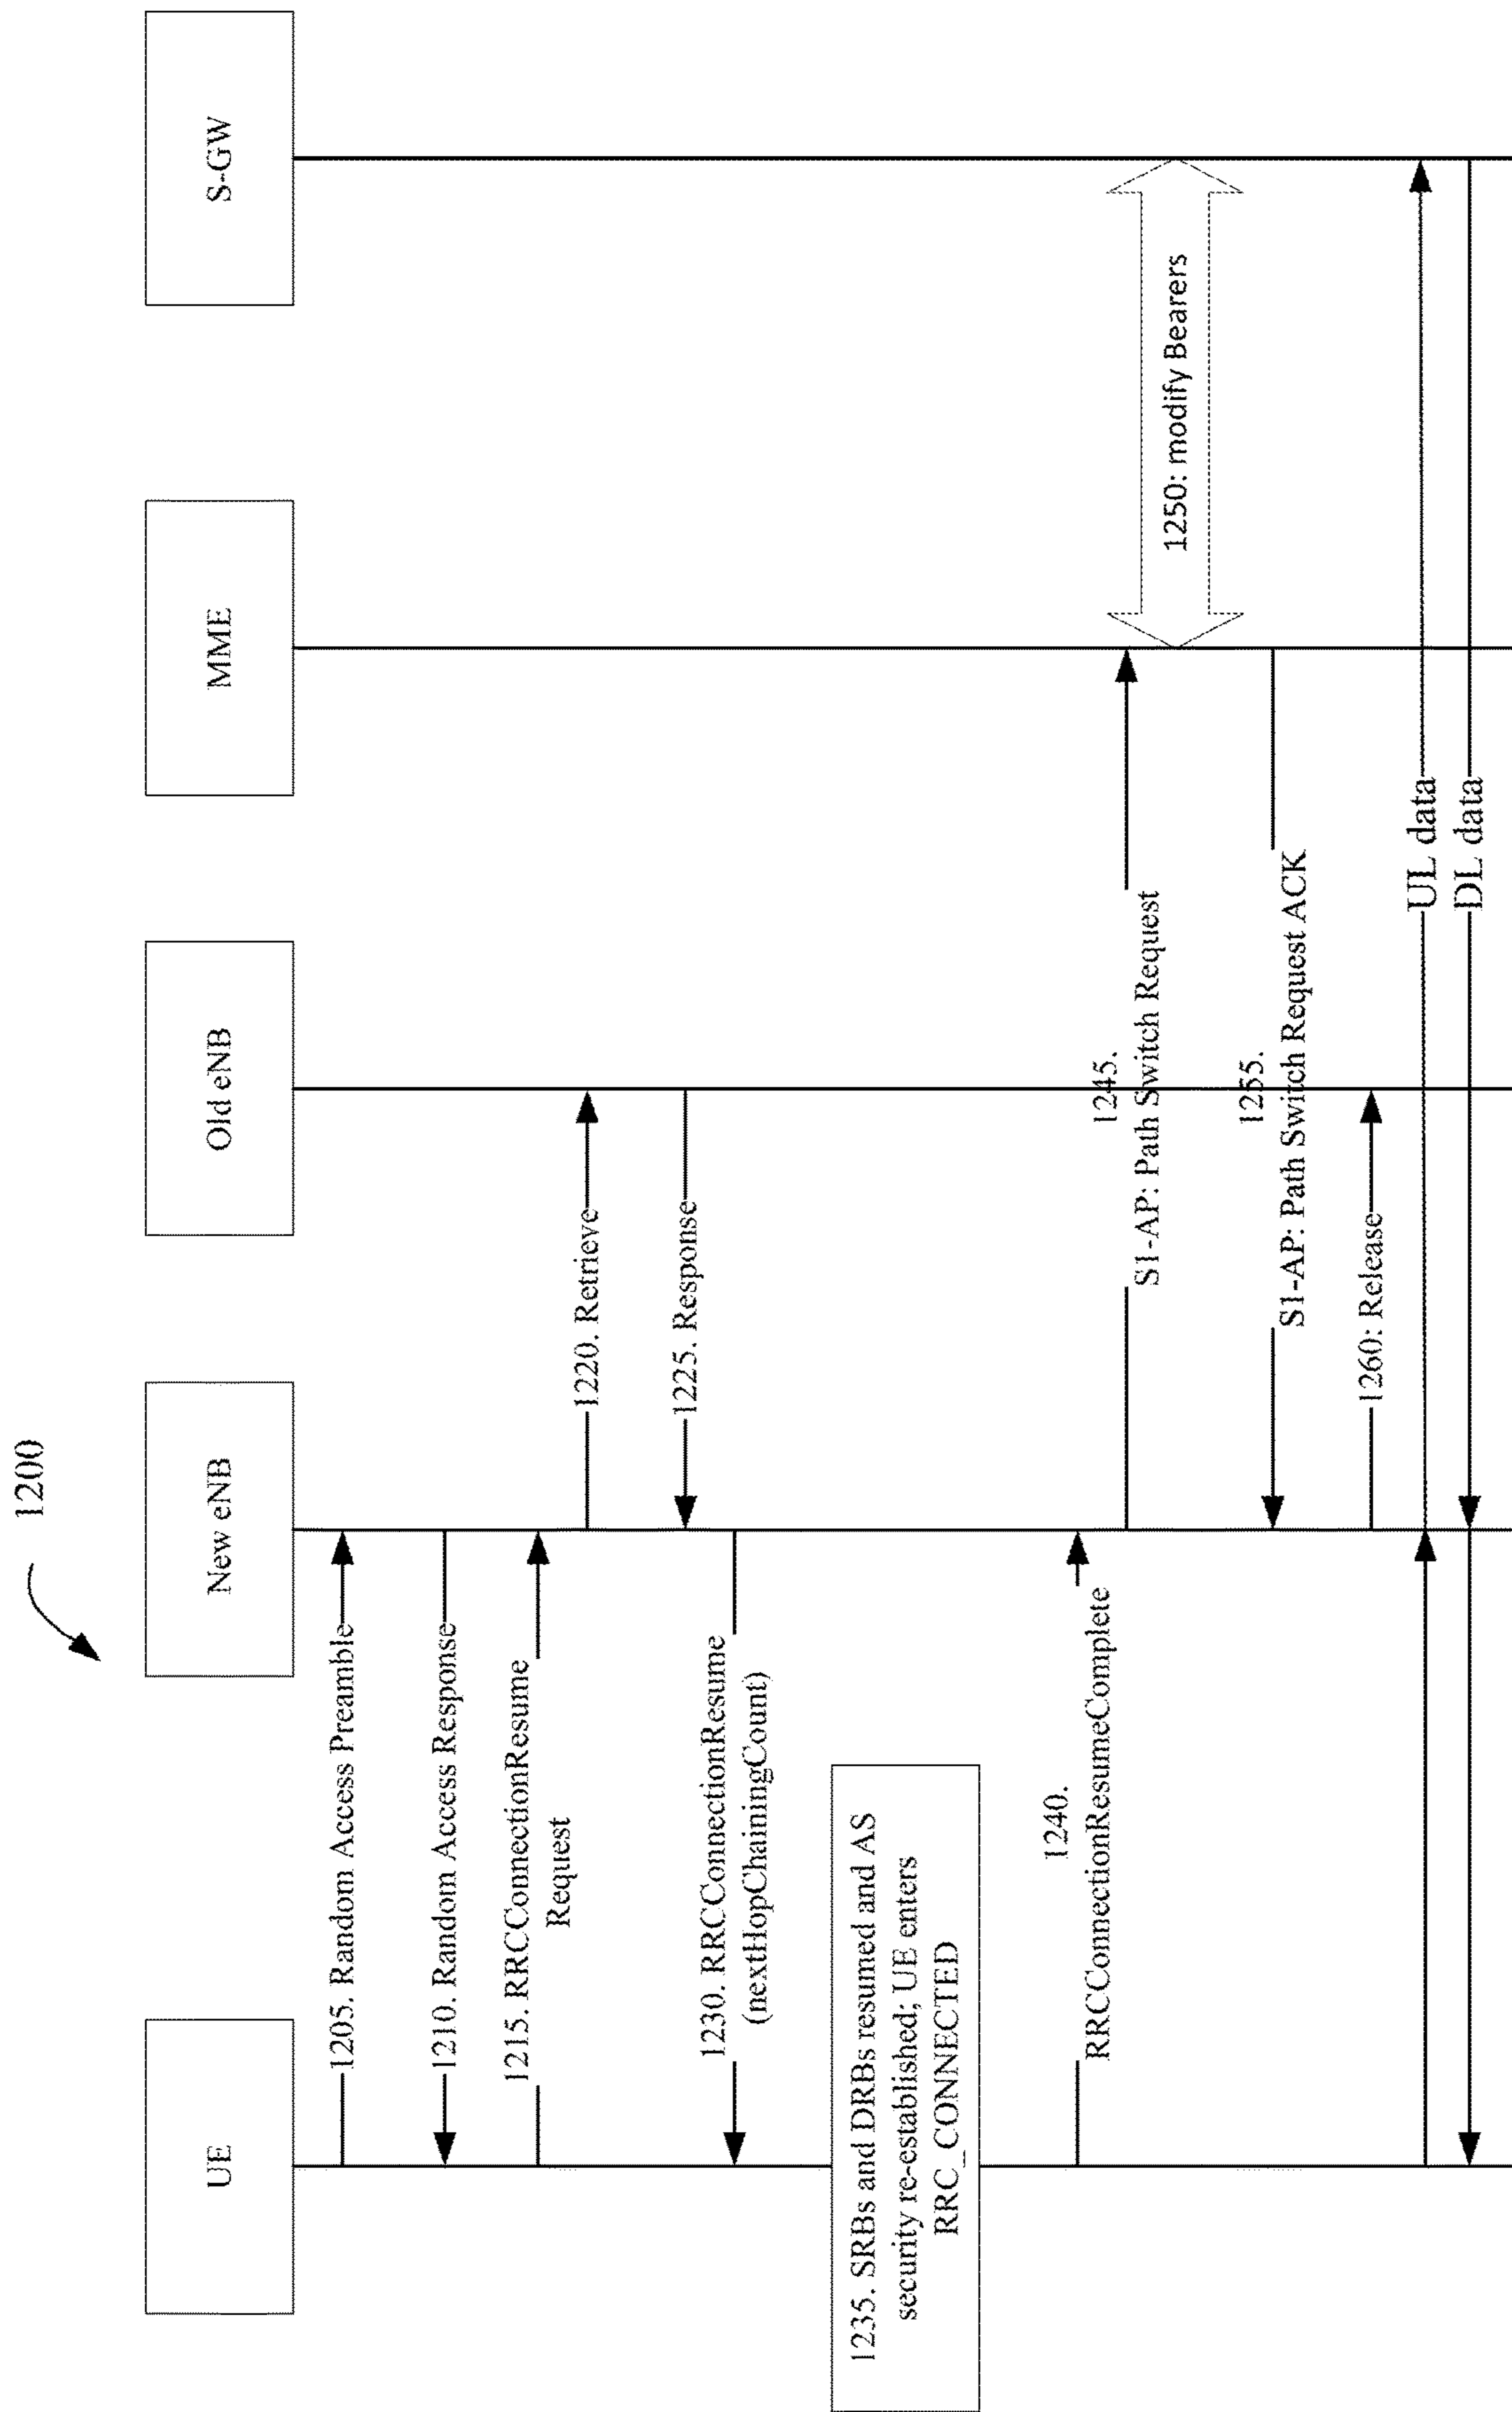 1200
UE
New eNB
Old eNB
MME
S-GW
1205. Random Access Preamble
1210. Random Access Response
1215. RRCConnectionResume
Request
1220. Retrieve
1225. Response
1230. RRCConnectionResume
(nextHopChainingCount)
1235. SRBs and DRBs resumed and AS
security re-established; UE enters
RRC_CONNECTED
1240.
RRCConnectionResumeComplete
1245.
S1-AP: Path Switch Request
1250: modify Bearers
1255.
S1-AP: Path Switch Request ACK
1260: Release
UL data
DL data